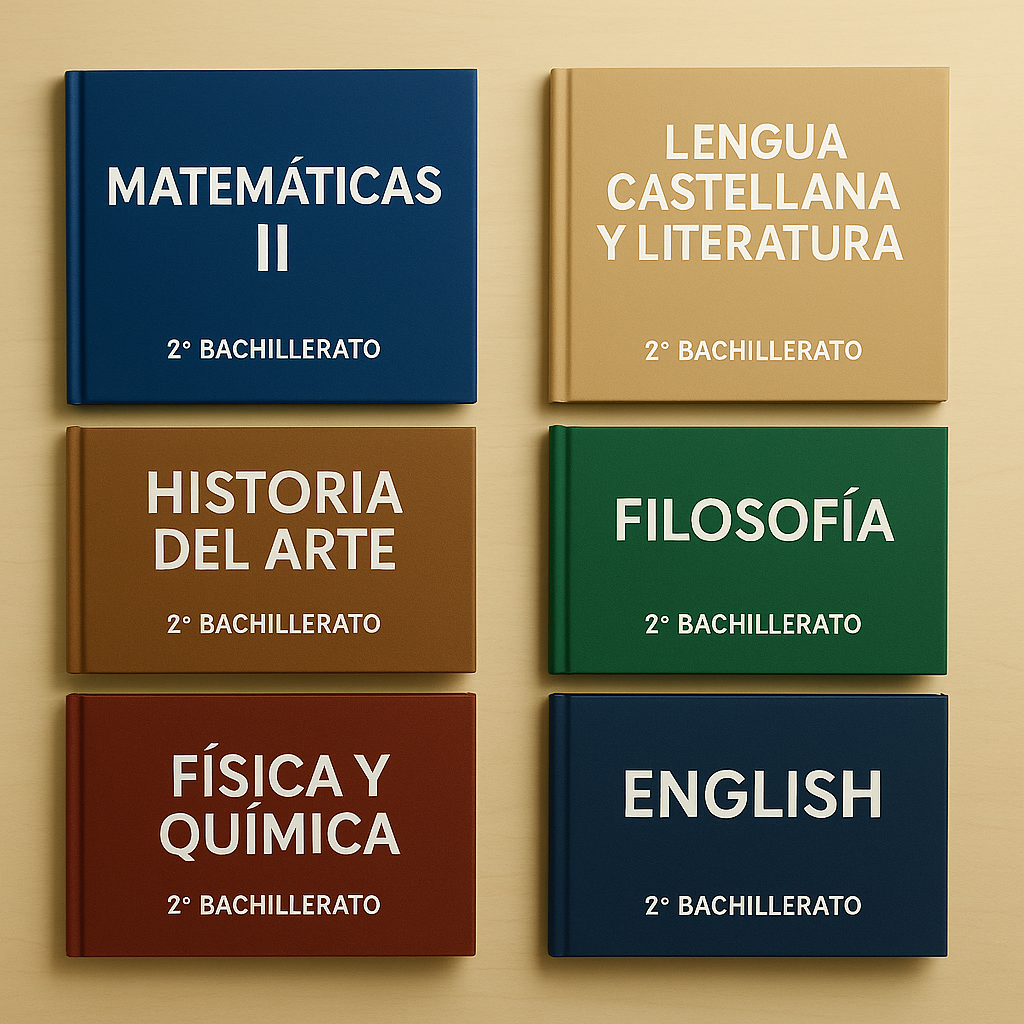 MATEMÁTICAS
II
2° BACHILLERATO
LENGUA
CASTELLANA
Y LITERATURA
2° BACHILLERATO
HISTORIA
DEL ARTE
2° BACHILLERATO
FILOSOFÍA
2° BACHILLERATO
FÍSICA Y
QUÍMICA
2° BACHILLERATO
ENGLISH
2° BACHILLERATO